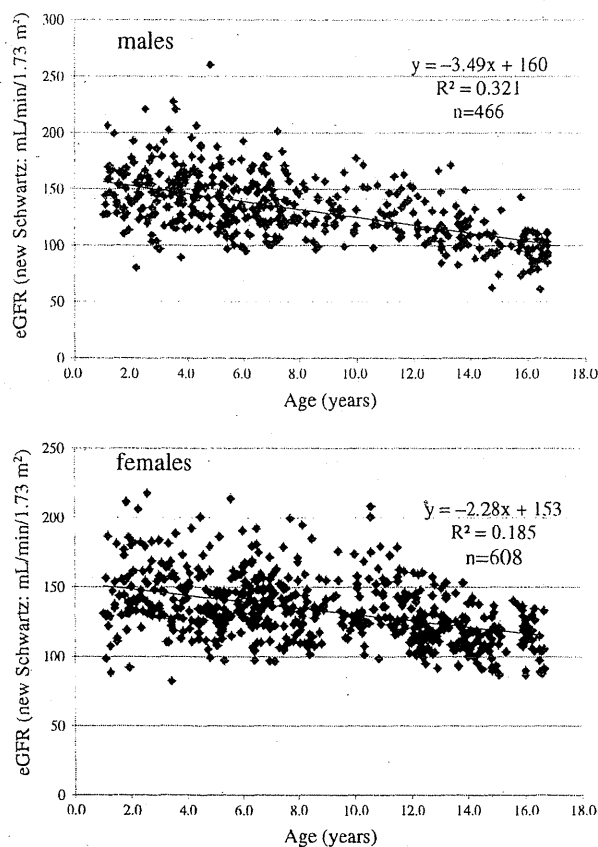 males
y = −3.49x + 160
R² = 0.321
n=466
eGFR (new Schwartz: mL/min/1.73 m²)
300
250
200
150
100
50
0
0.0 2.0 4.0 6.0 8.0 10.0 12.0 14.0 16.0 18.0
Age (years)
females
y = −2.28x + 153
R² = 0.185
n=608
eGFR (new Schwartz: mL/min/1.73 m²)
250
200
150
100
50
0
0.0 2.0 4.0 6.0 8.0 10.0 12.0 14.0 16.0 18.0
Age (years)